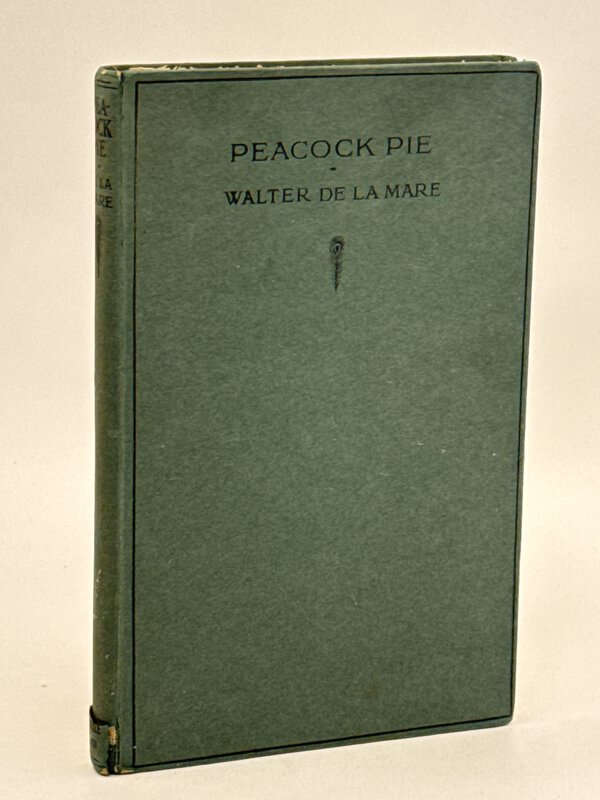 PEACOCK PIE
-
WALTER DE LA MARE